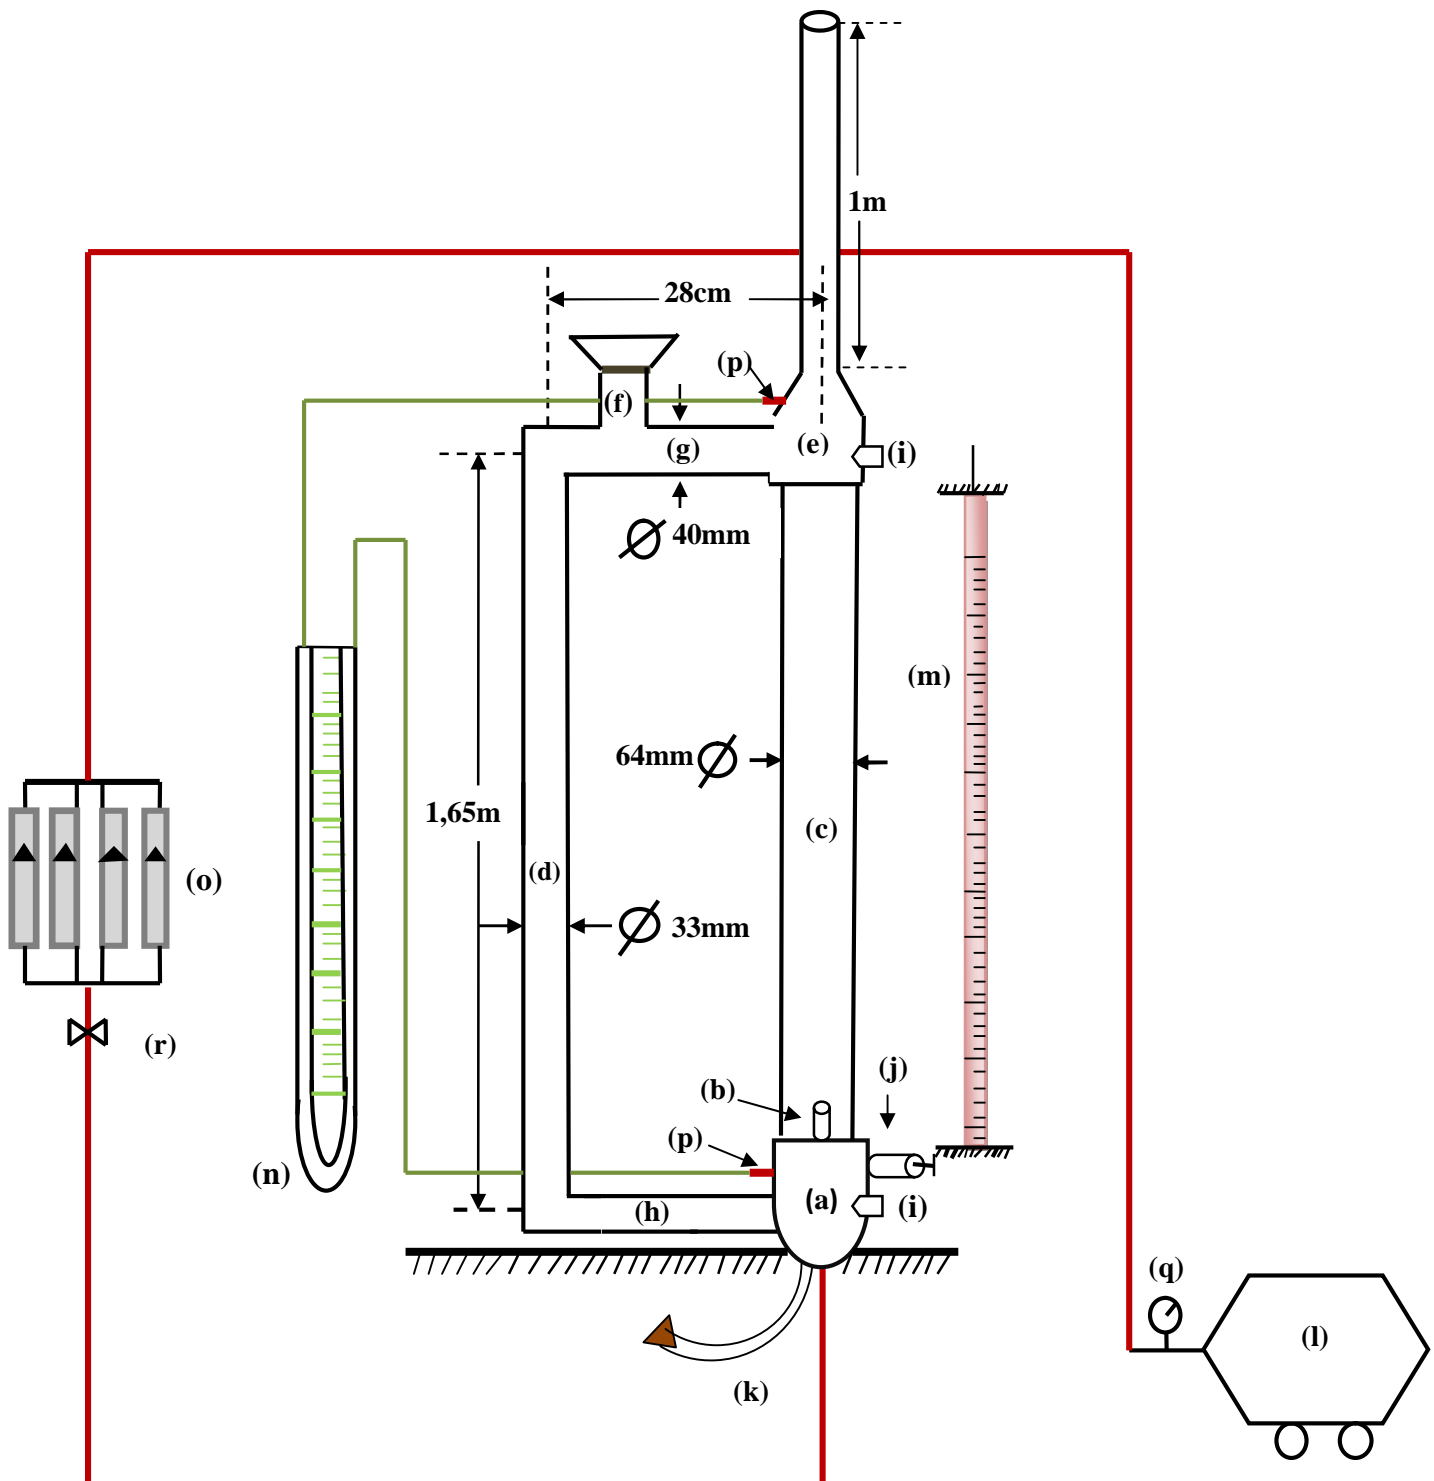 1m
28cm
(p)
(f)
(e)
(g)
(i)
40mm
(m)
64mm
1,65m
(c)
(d)
(o)
33mm
(r)
(j)
(b)
(p)
(n)
(a)
(h)
(i)
(q)
(l)
(k)